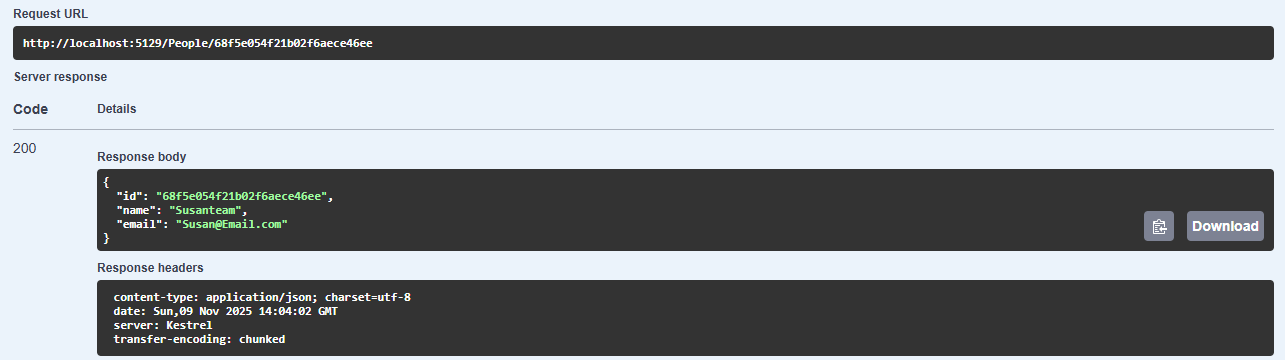 Request URL
http://localhost:5129/People/68f5e054f21b02f6aece46ee
Server response
Code Details
200
Response body
{
"id": "68f5e054f21b02f6aece46ee",
"name": "Susanteam",
"email": "Susan@Email.com"
}
Download
Response headers
content-type: application/json; charset=utf-8
date: Sun,09 Nov 2025 14:04:02 GMT
server: Kestrel
transfer-encoding: chunked